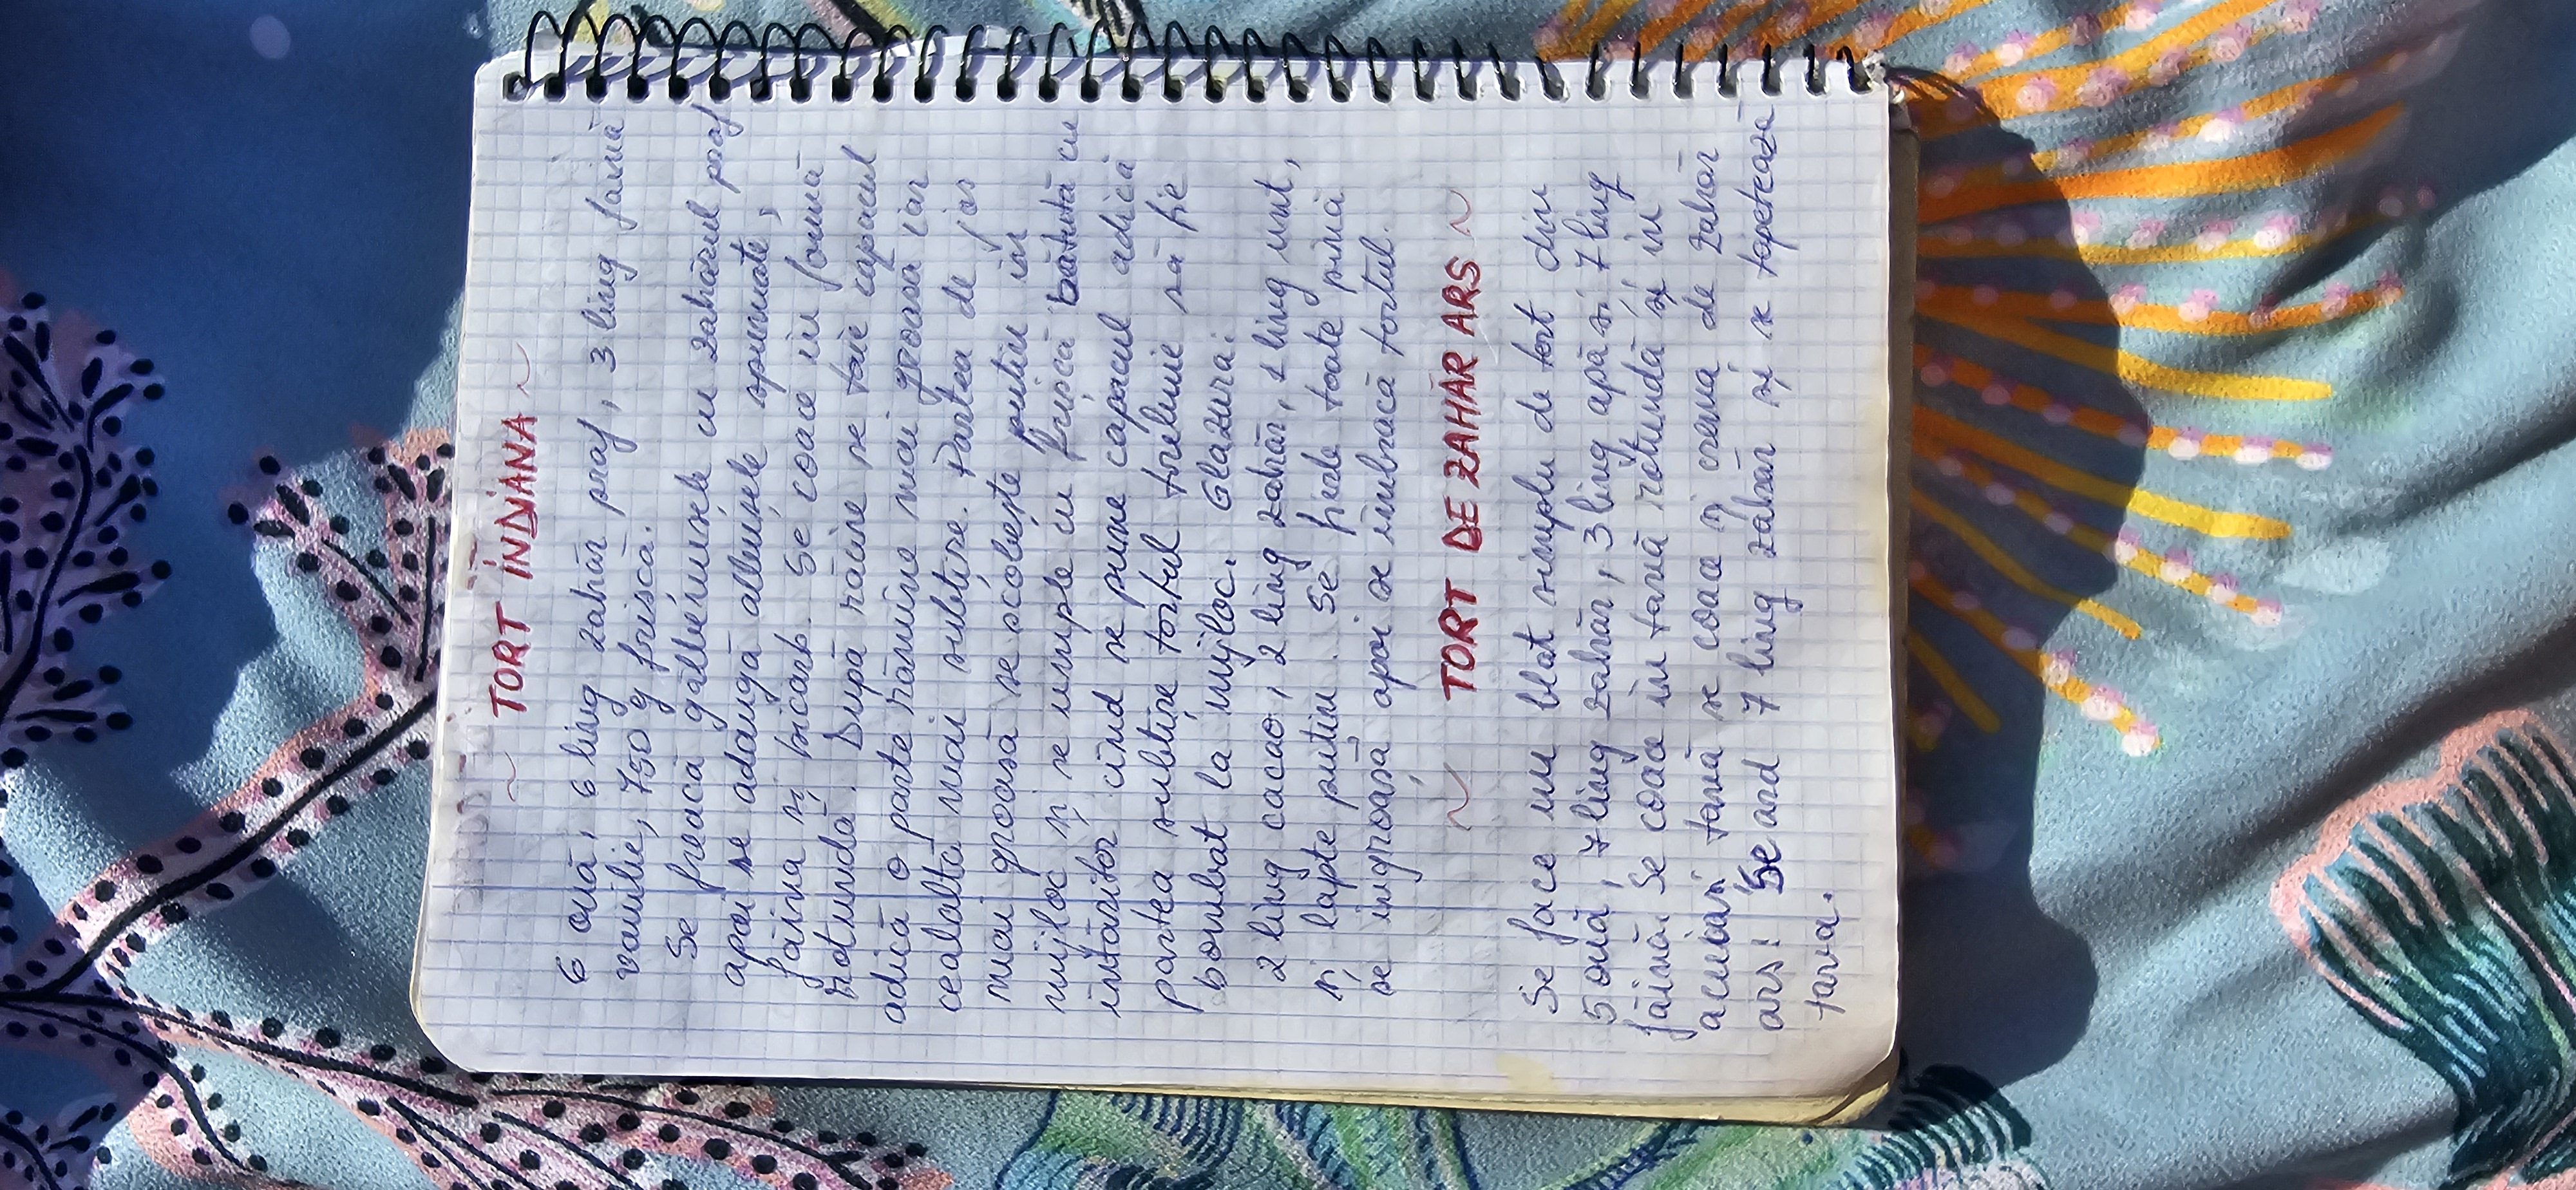 ~ TORT INDIANA ~
6 ouă, 6 ling zahăr praf, 3 ling faină
vanilie, 750 g frișcă.
Se freacă gălbenușele cu zahărul praf
apoi se adaugă albușele spumate,
făina și bicarb. Se coace în formă
rotundă. După răcire se taie capacul
adică o parte rămîne mai groasă iar
cealaltă mai subțire. Partea de jos
mai groasă se scobește puțin în
mijloc și se umple cu frișcă bătută cu
întăritor cînd se pune capacul adică
partea subțire tortul trebuie să fie
bombat la mijloc. Glazura:
2 ling cacao, 2 ling zahăr, 1 ling unt,
și lapte puțin. Se fierb toate pînă
se îngroașă apoi se îmbracă tortul.
~ TORT DE ZAHĂR ARS ~
Se face un blat simplu de tort din
5 ouă, 7 ling zahăr, 3 ling apă și 7 ling
făină. Se coace în tavă rotundă și în
aceiași tavă se coace și crema de zahăr
ars! Se ard 7 ling zahăr și se tapetează
tava.